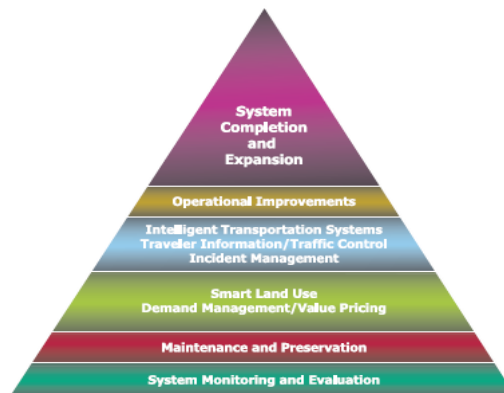 System
Completion
and
Expansion
Operational Improvements
Intelligent Transportation Systems
Traveler Information/Traffic Control
Incident Management
Smart Land Use
Demand Management/Value Pricing
Maintenance and Preservation
System Monitoring and Evaluation